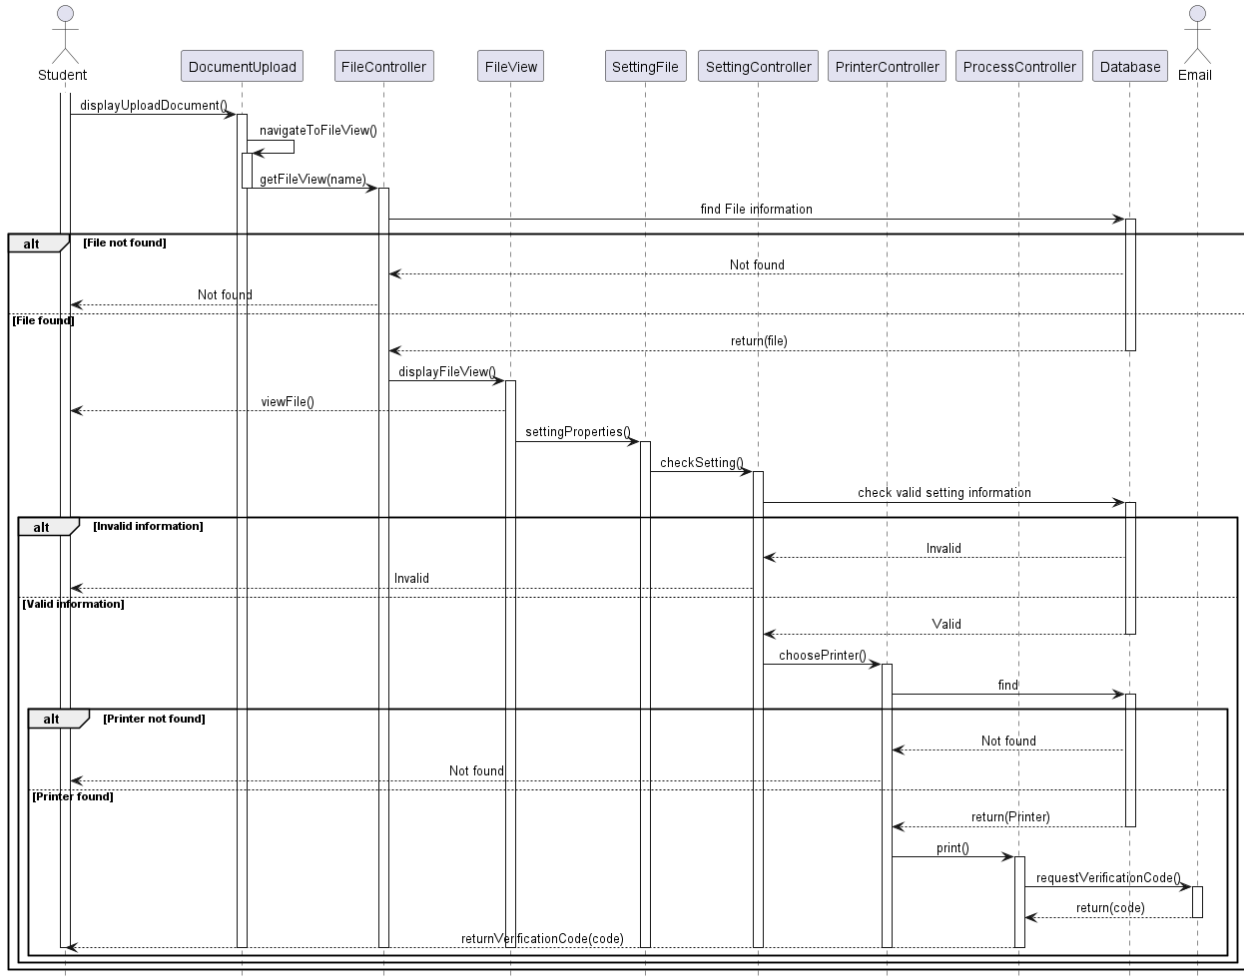 Student
DocumentUpload
FileController
FileView
SettingFile
SettingController
PrinterController
ProcessController
Database
Email
displayUploadDocument()
navigateToFileView()
getFileView(name)
find File information
alt [File not found]
Not found
Not found
[File found]
return(file)
displayFileView()
viewFile()
settingProperties()
checkSetting()
check valid setting information
alt [Invalid information]
Invalid
Invalid
[Valid information]
Valid
choosePrinter()
find
alt [Printer not found]
Not found
Not found
[Printer found]
return(Printer)
print()
requestVerificationCode()
return(code)
returnVerificationCode(code)